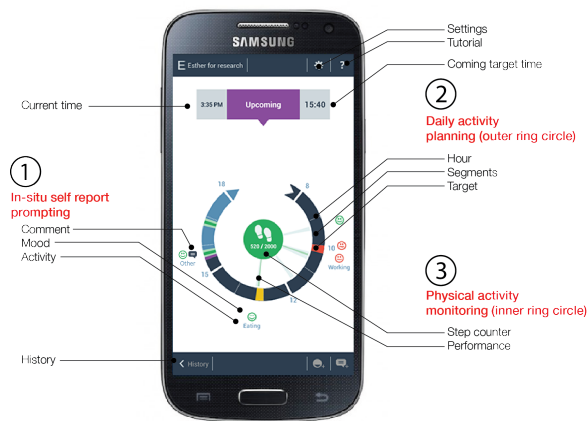 SAMSUNG
Settings
Tutorial
E Esther for research
?
Coming target time
Current time
3:35 PM
Upcoming
15:40
2
Daily activity
planning (outer ring circle)
1
In-situ self report
prompting
Hour
Segments
Target
18
8
Comment
Mood
Activity
Other
520 / 2000
10
Working
15
12
3
Physical activity
monitoring (inner ring circle)
Eating
Step counter
Performance
History
History